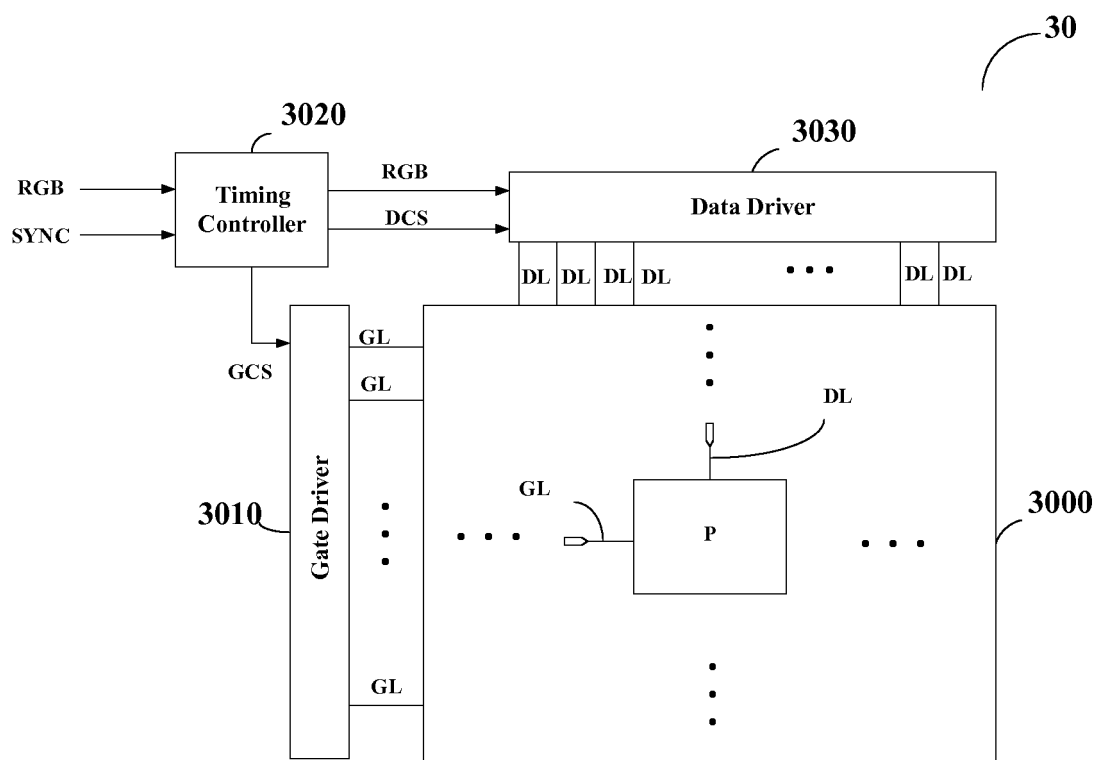 30
3020
3030
RGB
RGB
Timing
Controller
Data Driver
SYNC
DCS
DL
DL
DL
DL
DL
DL
GL
GCS
GL
DL
GL
3010
Gate Driver
P
3000
GL